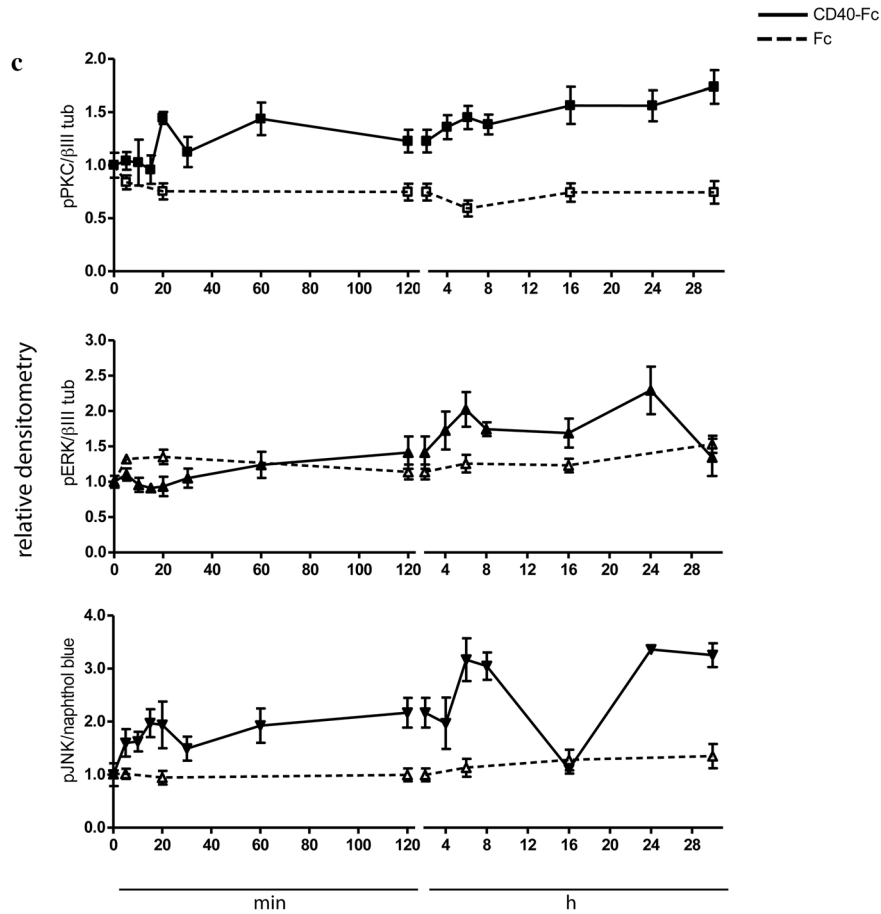 CD40-Fc
Fc
c
relative densitometry
pPKC/βIII tub
2.0
1.5
1.0
0.5
0.0
0 20 40 60 80 100 120 4 8 12 16 20 24 28
pERK/βIII tub
3.0
2.5
2.0
1.5
1.0
0.5
0.0
0 20 40 60 80 100 120 4 8 12 16 20 24 28
pJNK/naphthol blue
4.0
3.0
2.0
1.0
0.0
0 20 40 60 80 100 120 4 8 12 16 20 24 28
min h